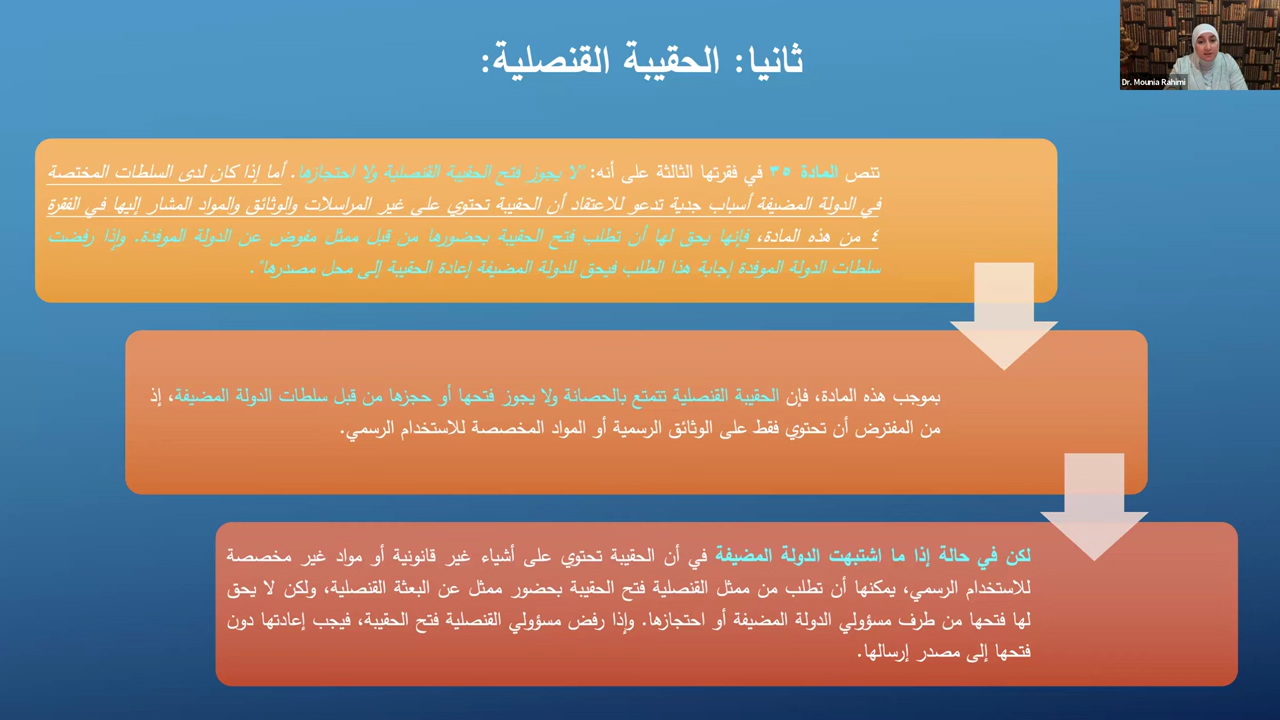 ثانيا: الحقيبة القنصلية:
Dr. Mounia Rahimi
تنص المادة ٣٥ في فقرتها الثالثة على أنه: "لا يجوز فتح الحقيبة القنصلية ولا احتجازها. أما إذا كان لدى السلطات المختصة
في الدولة المضيفة أسباب جدية تدعو للاعتقاد أن الحقيبة تحتوي على غير المراسلات والوثائق والمواد المشار إليها في الفقرة
٤ من هذه المادة، فإنها يحق لها أن تطلب فتح الحقيبة بحضورها من قبل ممثل مفوض عن الدولة الموفدة. وإذا رفضت
سلطات الدولة الموفدة إجابة هذا الطلب فيحق للدولة المضيفة إعادة الحقيبة إلى محل مصدرها".
بموجب هذه المادة، فإن الحقيبة القنصلية تتمتع بالحصانة ولا يجوز فتحها أو حجزها من قبل سلطات الدولة المضيفة، إذ
من المفترض أن تحتوي فقط على الوثائق الرسمية أو المواد المخصصة للاستخدام الرسمي.
لكن في حالة إذا ما اشتبهت الدولة المضيفة في أن الحقيبة تحتوي على أشياء غير قانونية أو مواد غير مخصصة
للاستخدام الرسمي، يمكنها أن تطلب من ممثل القنصلية فتح الحقيبة بحضور ممثل عن البعثة القنصلية، ولكن لا يحق
لها فتحها من طرف مسؤولي الدولة المضيفة أو احتجازها. وإذا رفض مسؤولي القنصلية فتح الحقيبة، فيجب إعادتها دون
فتحها إلى مصدر إرسالها.